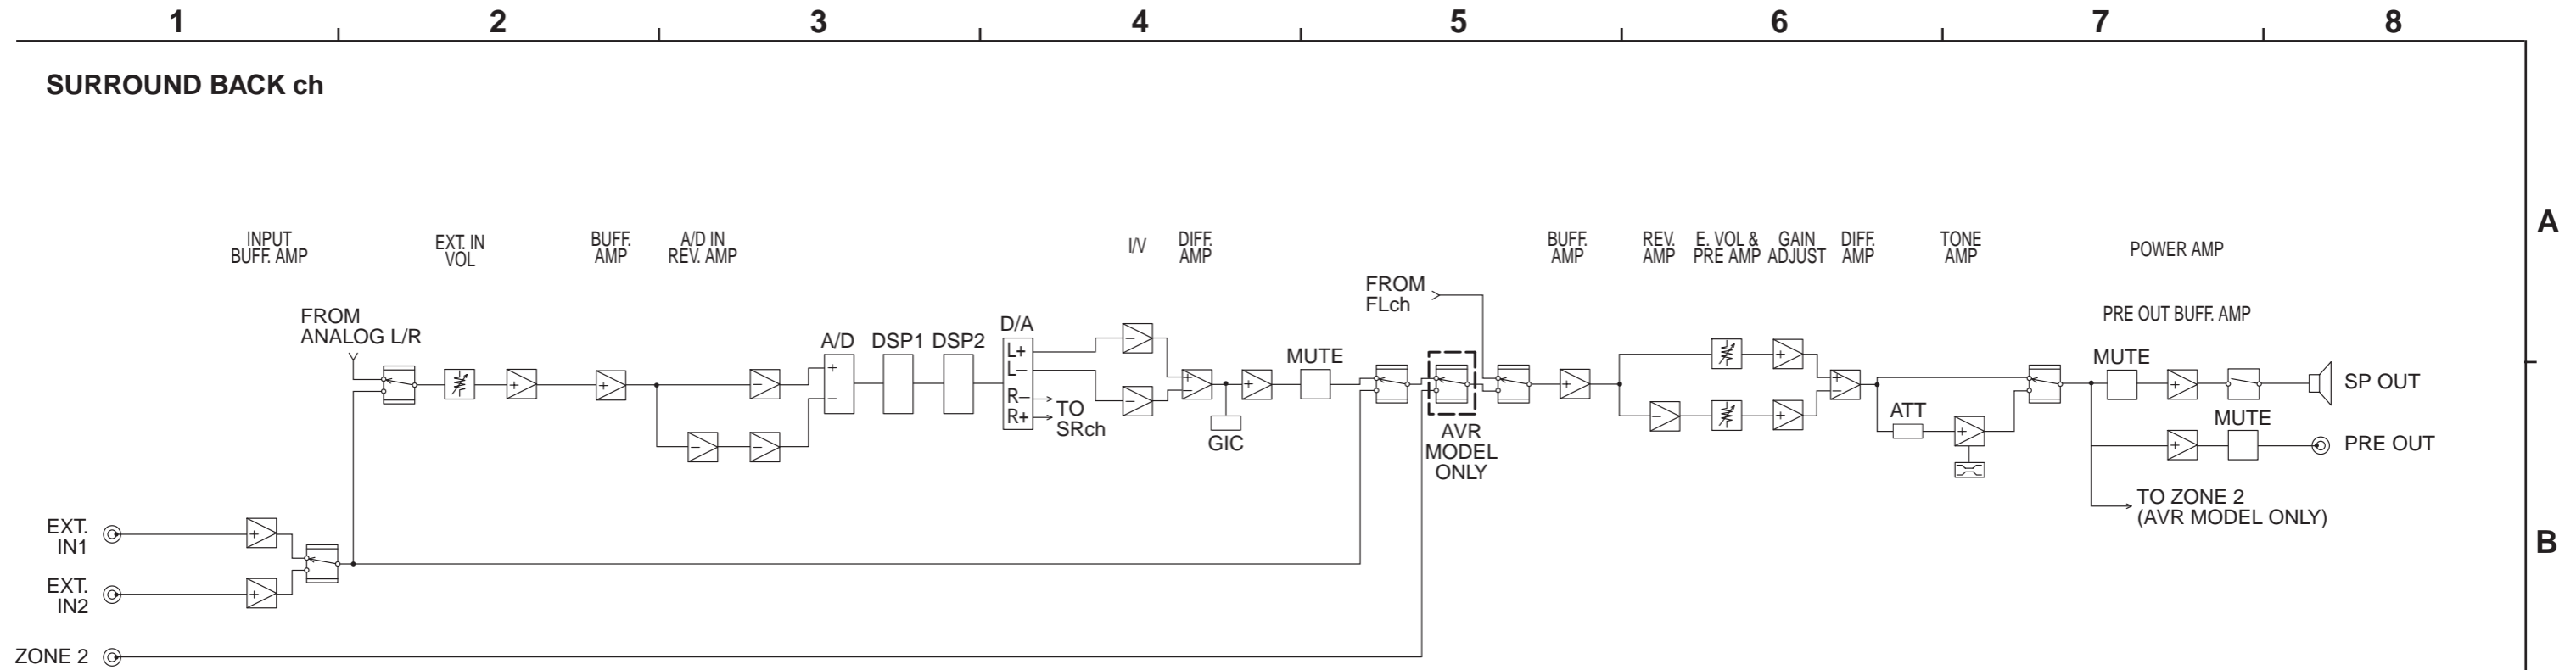 1 2 3 4 5 6 7 8
SURROUND BACK ch
A
INPUT
BUFF. AMP
EXT. IN
VOL
BUFF.
AMP
A/D IN
REV. AMP
I/V
DIFF.
AMP
BUFF.
AMP
REV.
AMP
E. VOL &
PRE AMP
GAIN
ADJUST
DIFF.
AMP
TONE
AMP
POWER AMP
PRE OUT BUFF. AMP
FROM
ANALOG L/R
A/D
DSP1
DSP2
D/A
L+
L–
R–
R+
TO
SRch
+
–
GIC
MUTE
FROM
FLch
AVR
MODEL
ONLY
ATT
MUTE
SP OUT
MUTE
PRE OUT
TO ZONE 2
(AVR MODEL ONLY)
B
EXT.
IN1
EXT.
IN2
ZONE 2